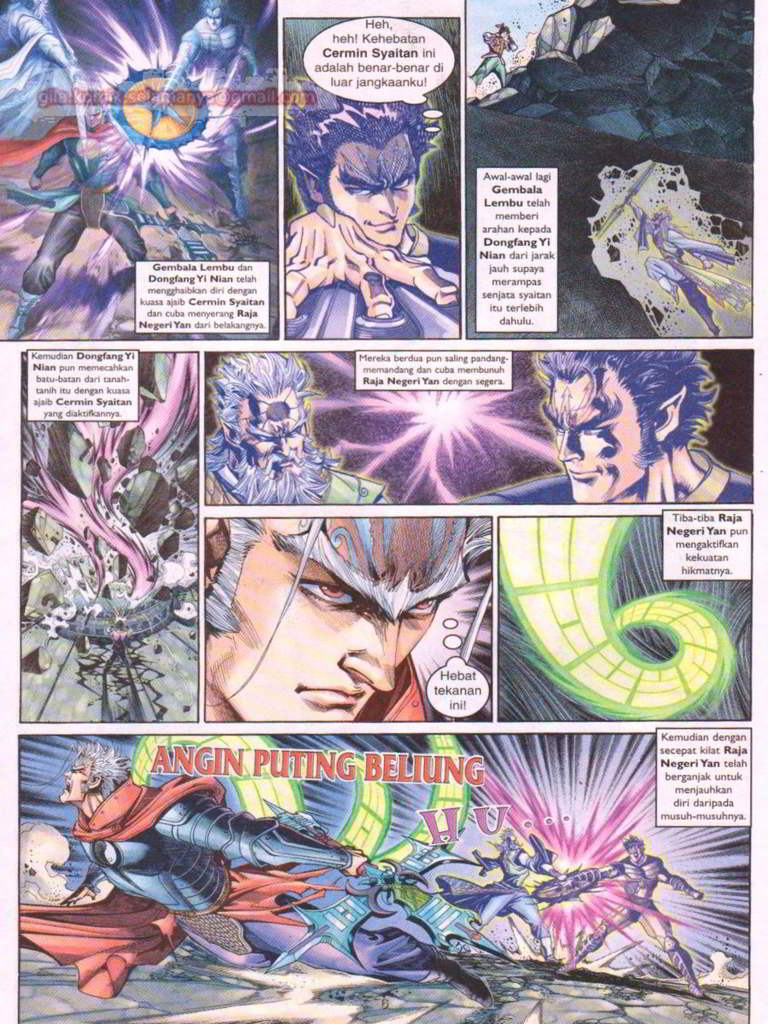 gila.komik.selamanya@gmail.com
Gembala Lembu dan
Dongfang Yi Nian telah
mengghaibkan diri dengan
kuasa ajaib Cermin Syaitan
dan cuba menyerang Raja
Negeri Yan dari belakangnya.
Heh,
heh! Kehebatan
Cermin Syaitan ini
adalah benar-benar di
luar jangkaanku!
Awal-awal lagi
Gembala
Lembu telah
memberi
arahan kepada
Dongfang Yi
Nian dari jarak
jauh supaya
merampas
senjata syaitan
itu terlebih
dahulu.
Kemudian Dongfang Yi
Nian pun memecahkan
batu-batan dari tanah-
tanih itu dengan kuasa
ajaib Cermin Syaitan
yang diaktifkannya.
Mereka berdua pun saling pandang-
memandang dan cuba membunuh
Raja Negeri Yan dengan segera.
Hebat
tekanan
ini!
Tiba-tiba Raja
Negeri Yan pun
mengaktifkan
kekuatan
hikmatnya.
Kemudian dengan
secepat kilat Raja
Negeri Yan telah
berganjak untuk
menjauhkan
diri daripada
musuh-musuhnya.
ANGIN PUTING BELIUNG
HU...